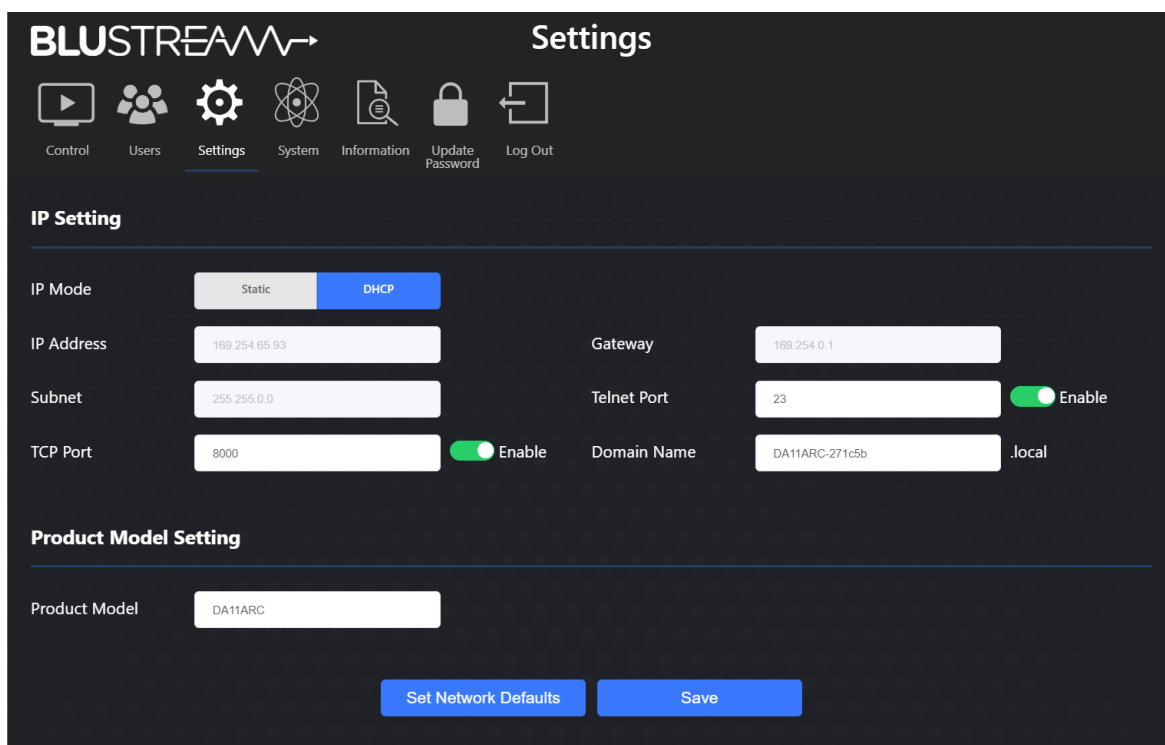 BLUSTREAM
Settings
Control
Users
Settings
System
Information
Update
Password
Log Out
IP Setting
IP Mode
Static
DHCP
IP Address
169.254.65.93
Gateway
169.254.0.1
Subnet
255.255.0.0
Telnet Port
23
Enable
TCP Port
8000
Enable
Domain Name
DA11ARC-271c5b
.local
Product Model Setting
Product Model
DA11ARC
Set Network Defaults
Save